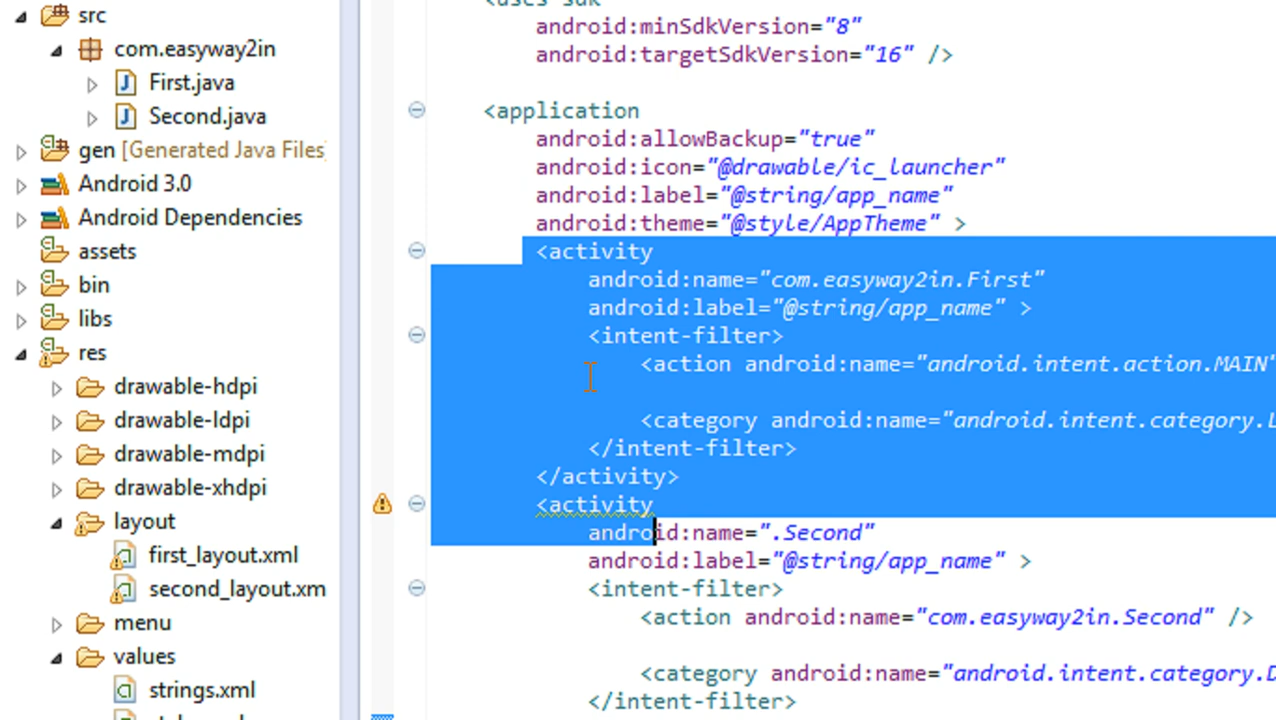 src
com.easyway2in
First.java
Second.java
gen [Generated Java Files]
Android 3.0
Android Dependencies
assets
bin
libs
res
drawable-hdpi
drawable-ldpi
drawable-mdpi
drawable-xhdpi
layout
first_layout.xml
second_layout.xm
menu
values
strings.xml
<uses-sdk
android:minSdkVersion="8"
android:targetSdkVersion="16" />
<application
android:allowBackup="true"
android:icon="@drawable/ic_launcher"
android:label="@string/app_name"
android:theme="@style/AppTheme" >
<activity
android:name="com.easyway2in.First"
android:label="@string/app_name" >
<intent-filter>
<action android:name="android.intent.action.MAIN"
<category android:name="android.intent.category.L
</intent-filter>
</activity>
<activity
android:name=".Second"
android:label="@string/app_name" >
<intent-filter>
<action android:name="com.easyway2in.Second" />
<category android:name="android.intent.category.D
</intent-filter>